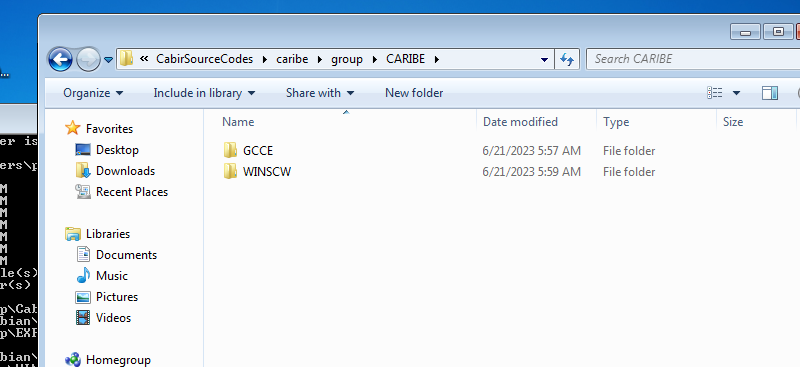 « CabirSourceCodes caribe group CARIBE Search CARIBE
Organize Include in library Share with New folder
Name Date modified Type Size
Favorites
Desktop
Downloads
Recent Places
Libraries
Documents
Music
Pictures
Videos
Homegroup
GCCE 6/21/2023 5:57 AM File folder
WINSCW 6/21/2023 5:59 AM File folder
...
er is
ers\p
M
M
M
M
M
M
M
le(s)
r(s)
p\Cab
bian\
p\EXE
bian\